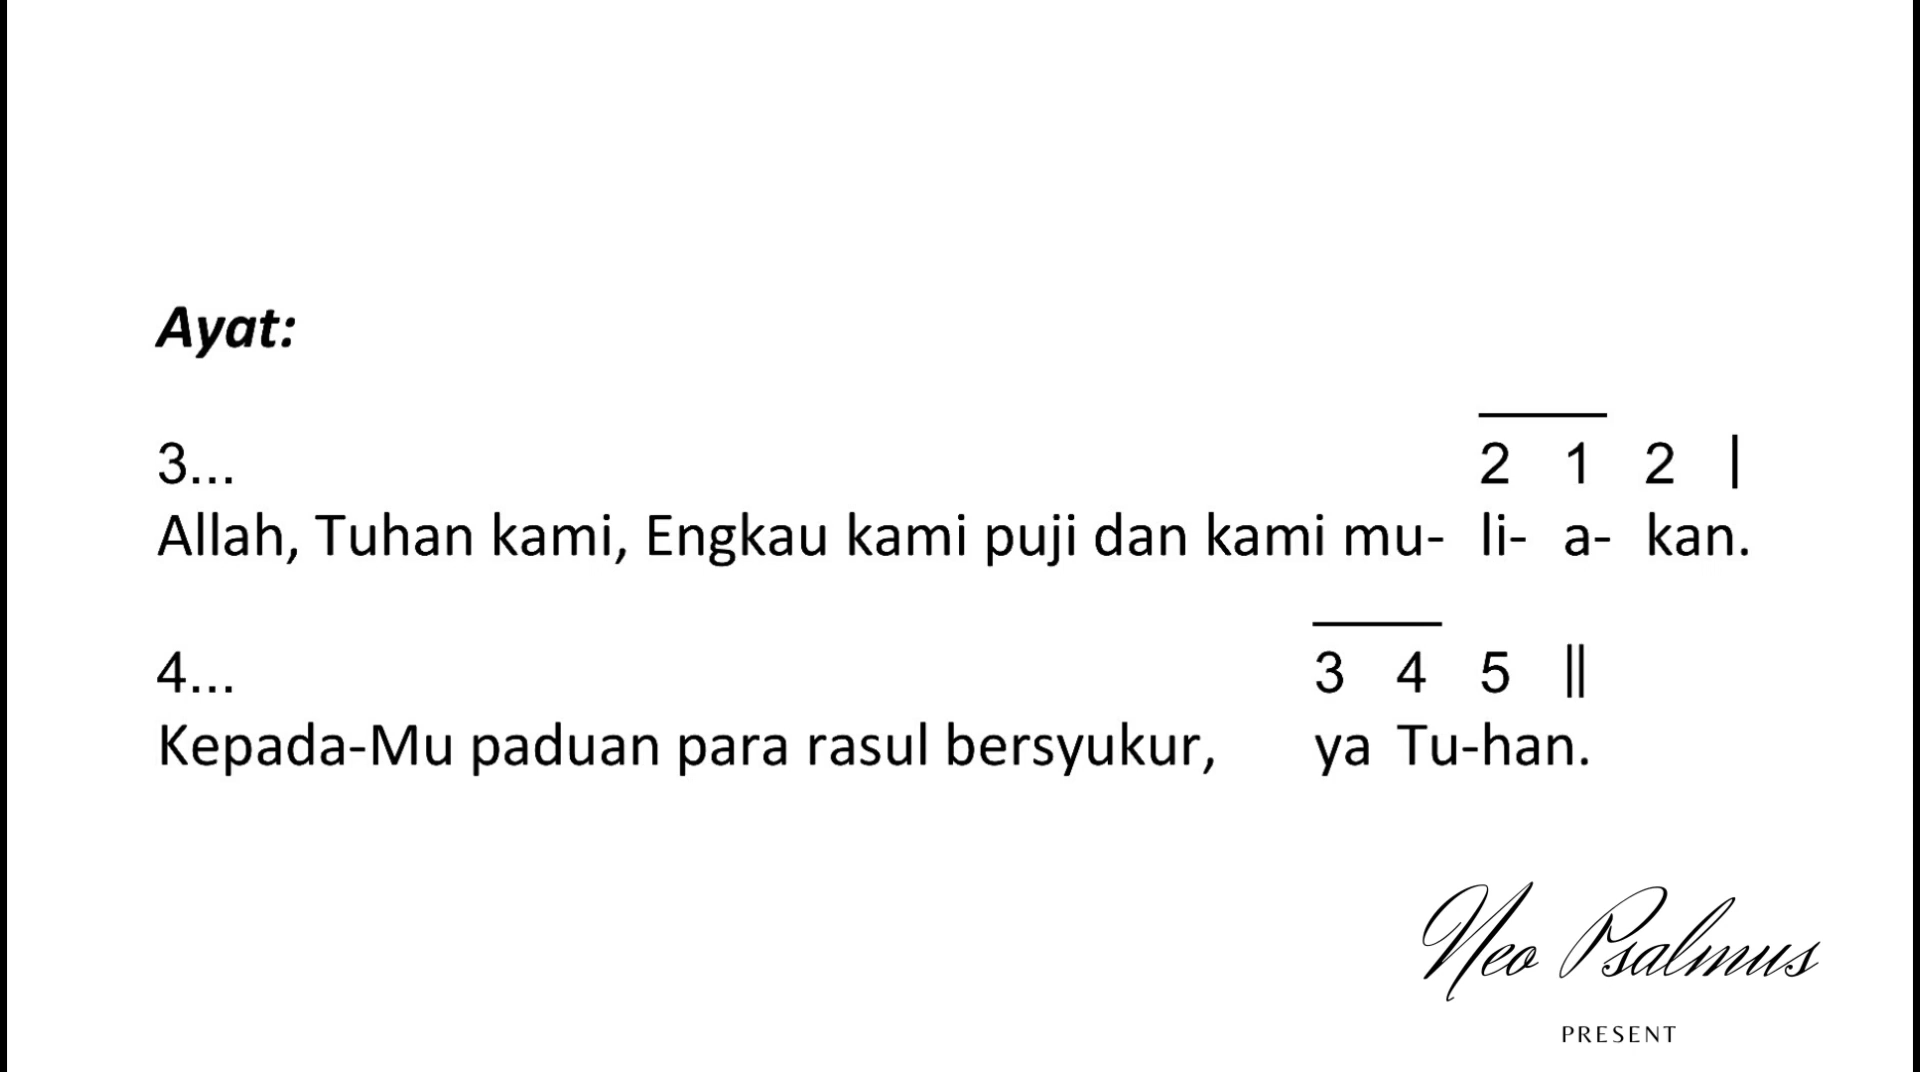 Ayat:
3... 2 1 2 |
Allah, Tuhan kami, Engkau kami puji dan kami mu- li- a- kan.
4... 3 4 5 ||
Kepada-Mu paduan para rasul bersyukur, ya Tu-han.
Neo Psalmus
PRESENT